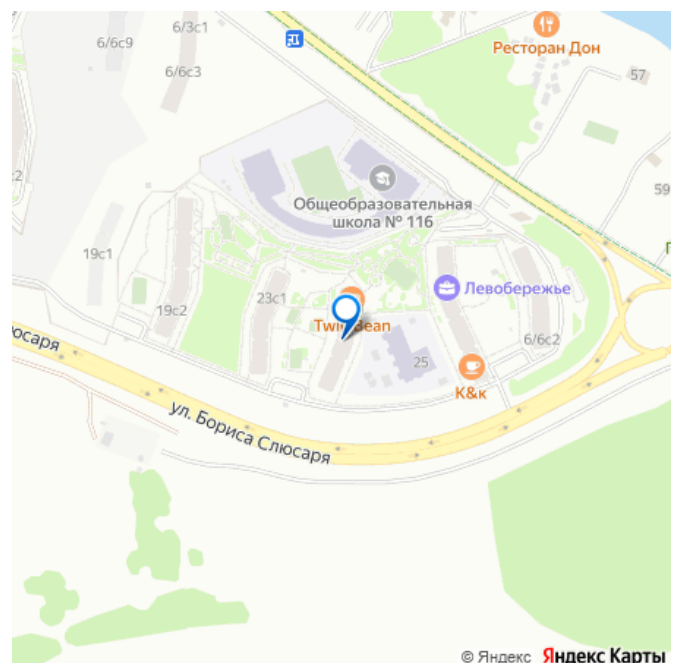 6/3с1
6/6с9
6/6с3
Ресторан Дон
57
59
Общеобразовательная
школа № 116
19с1
19с2
23с1
Левобережье
25
6/6с2
К&к
ул. Бориса Слюсаря
© Яндекс Яндекс Карты